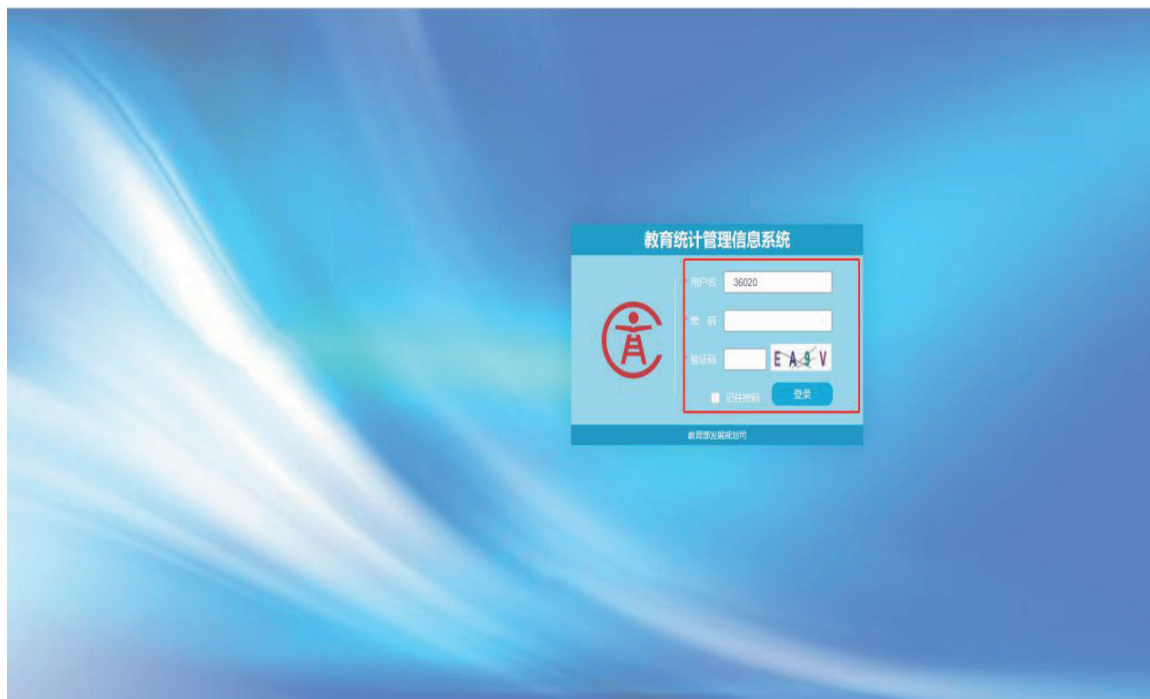 教育统计管理信息系统
* 用户名 36020
* 密 码
* 验证码 E A 9 V
记住密码 登录
教育部发展规划司